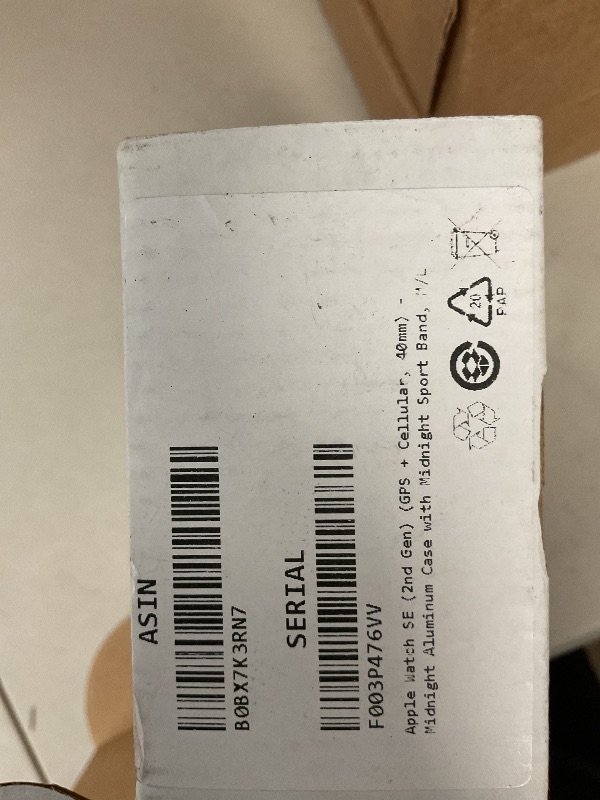 ASIN
B0BX7K3RN7
SERIAL
F003P476VV
Apple Watch SE (2nd Gen) (GPS + Cellular, 40mm) -
Midnight Aluminum Case with Midnight Sport Band, M/L
20
PAP